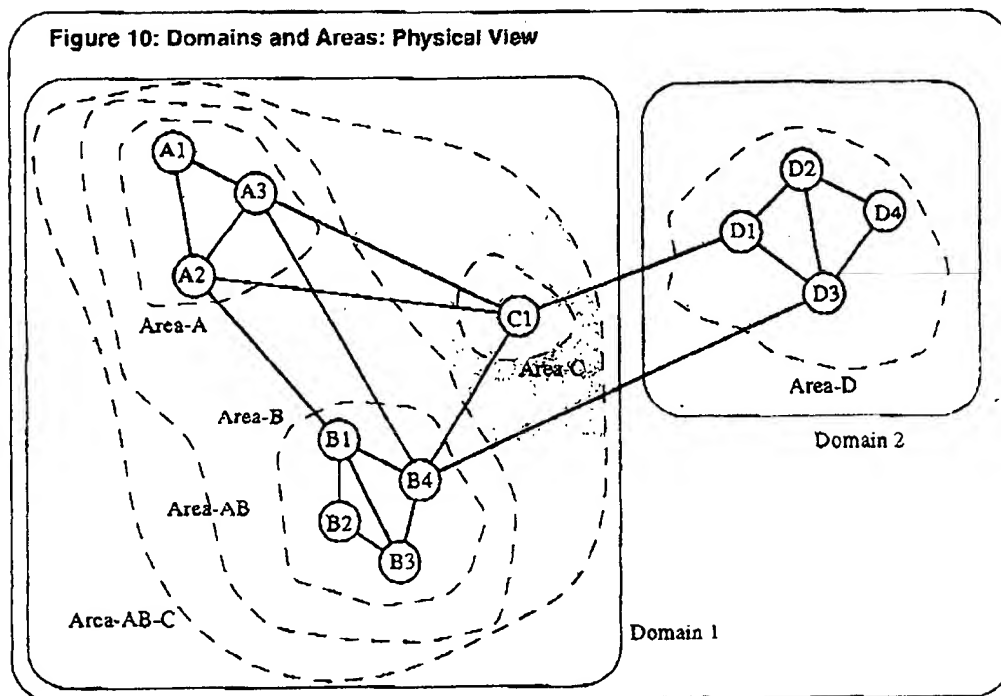 Figure 10: Domains and Areas: Physical View
A1
A3
A2
Area-A
C1
Area-C
D2
D4
D1
D3
Area-D
Domain 2
Area-B
B1
B4
Area-AB
B2
B3
Area-AB-C
Domain 1